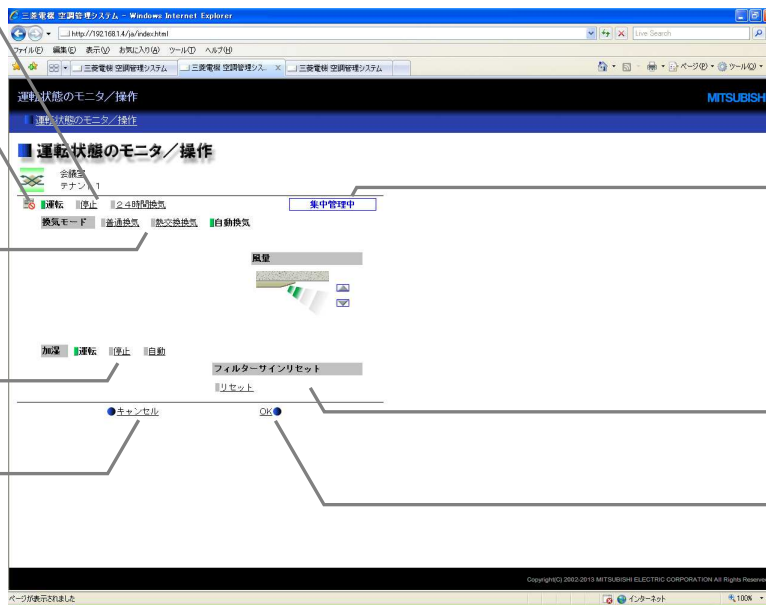 三菱電機 空調管理システム - Windows Internet Explorer
http://192.168.1.4/ja/index.html
Live Search
ファイル(F) 編集(E) 表示(V) お気に入り(A) ツール(T) ヘルプ(H)
三菱電機 空調管理システム 三菱電機 空調管理シス... 三菱電機 空調管理システム ページ(P) ツール(O)
運転状態のモニタ／操作
MITSUBISHI
運転状態のモニタ／操作
運転状態のモニタ／操作
会議室
テナント1
運転 停止 ２４時間換気 集中管理中
換気モード 普通換気 熱交換換気 自動換気
風量
加湿 運転 停止 自動
フィルターサインリセット
リセット
キャンセル OK
Copyright(C) 2002-2013 MITSUBISHI ELECTRIC CORPORATION All Rights Reserve
ページが表示されました インターネット 100%